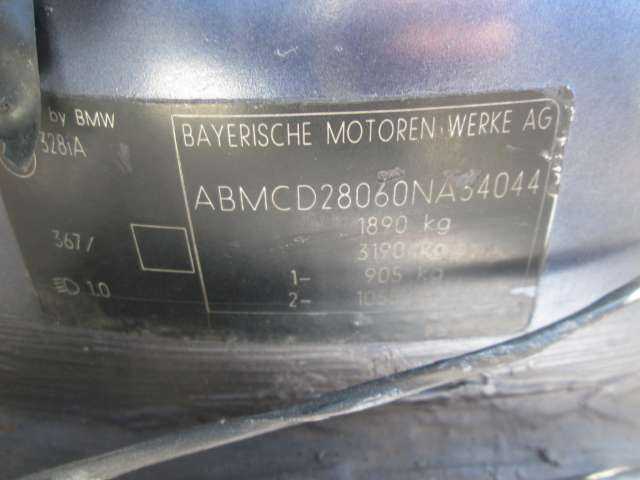 by BMW
328iA
BAYERISCHE MOTOREN WERKE AG
ABMCD28060NA34044
1890 kg
3190 kg
1- 905 kg
2-
367/
1.0